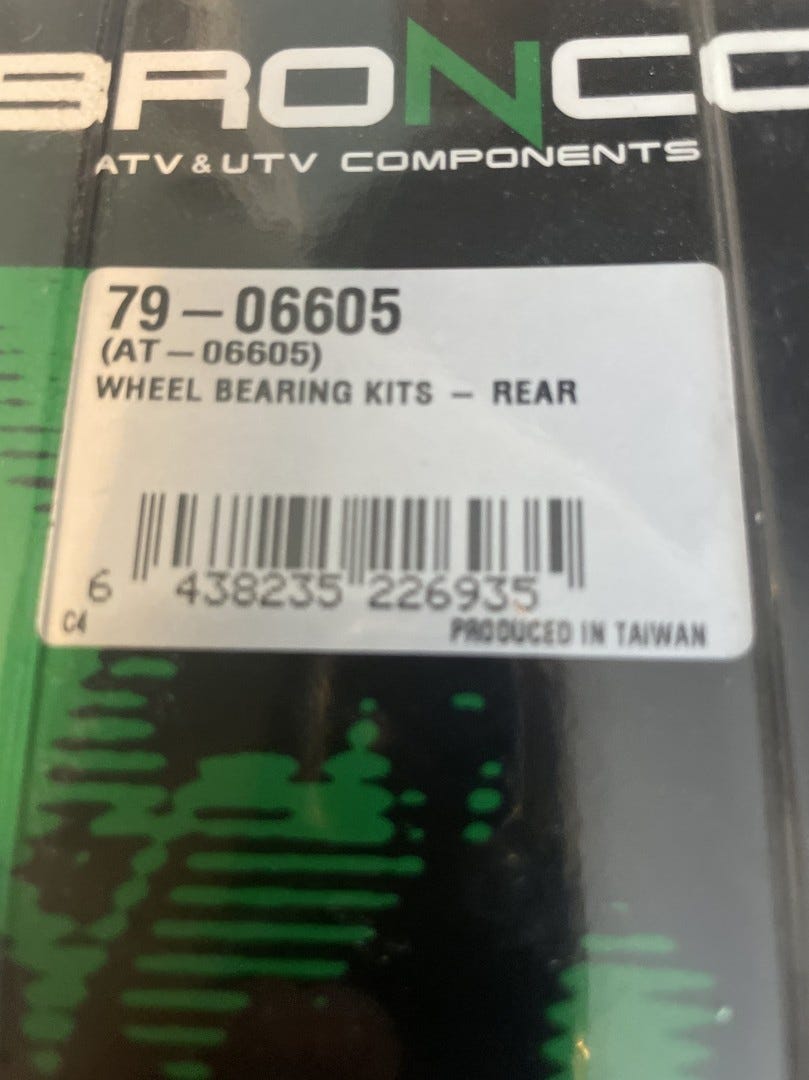 BRONCO
ATV & UTV COMPONENTS
79-06605
(AT-06605)
WHEEL BEARING KITS - REAR
6 438235 226935
C4
PRODUCED IN TAIWAN